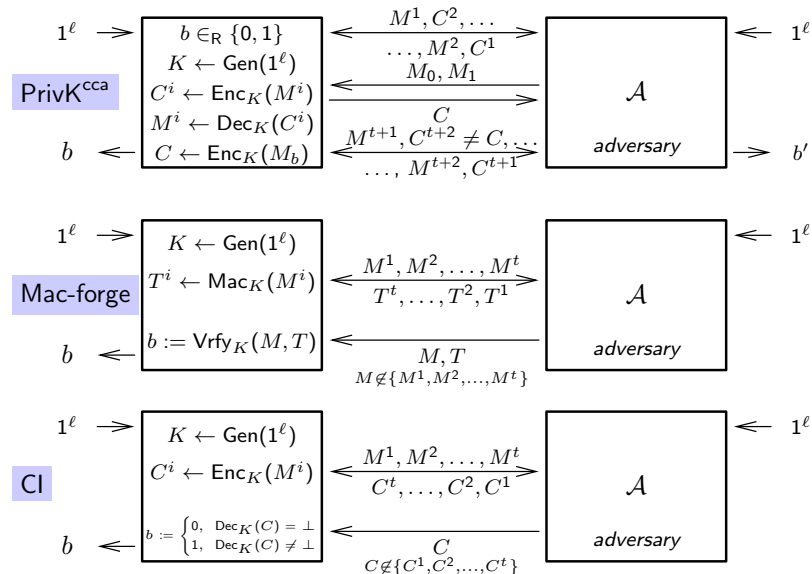 1^ℓ b ∈_R {0, 1} M^1, C^2, . . . 1^ℓ
K ← Gen(1^ℓ) . . . , M^2, C^1
PrivK^cca C^i ← Enc_K(M^i) M_0, M_1 A
M^i ← Dec_K(C^i) C
b C ← Enc_K(M_b) M^{t+1}, C^{t+2} ≠ C, . . . adversary b′
. . . , M^{t+2}, C^{t+1}
1^ℓ K ← Gen(1^ℓ) 1^ℓ
Mac-forge T^i ← Mac_K(M^i) M^1, M^2, . . . , M^t A
T^t, . . . , T^2, T^1
b b := Vrfy_K(M, T) M, T adversary
M∉{M^1,M^2,...,M^t}
1^ℓ K ← Gen(1^ℓ) 1^ℓ
CI C^i ← Enc_K(M^i) M^1, M^2, . . . , M^t A
C^t, . . . , C^2, C^1
b b := { 0, Dec_K(C) = ⊥ C adversary
1, Dec_K(C) ≠ ⊥ C∉{C^1,C^2,...,C^t}